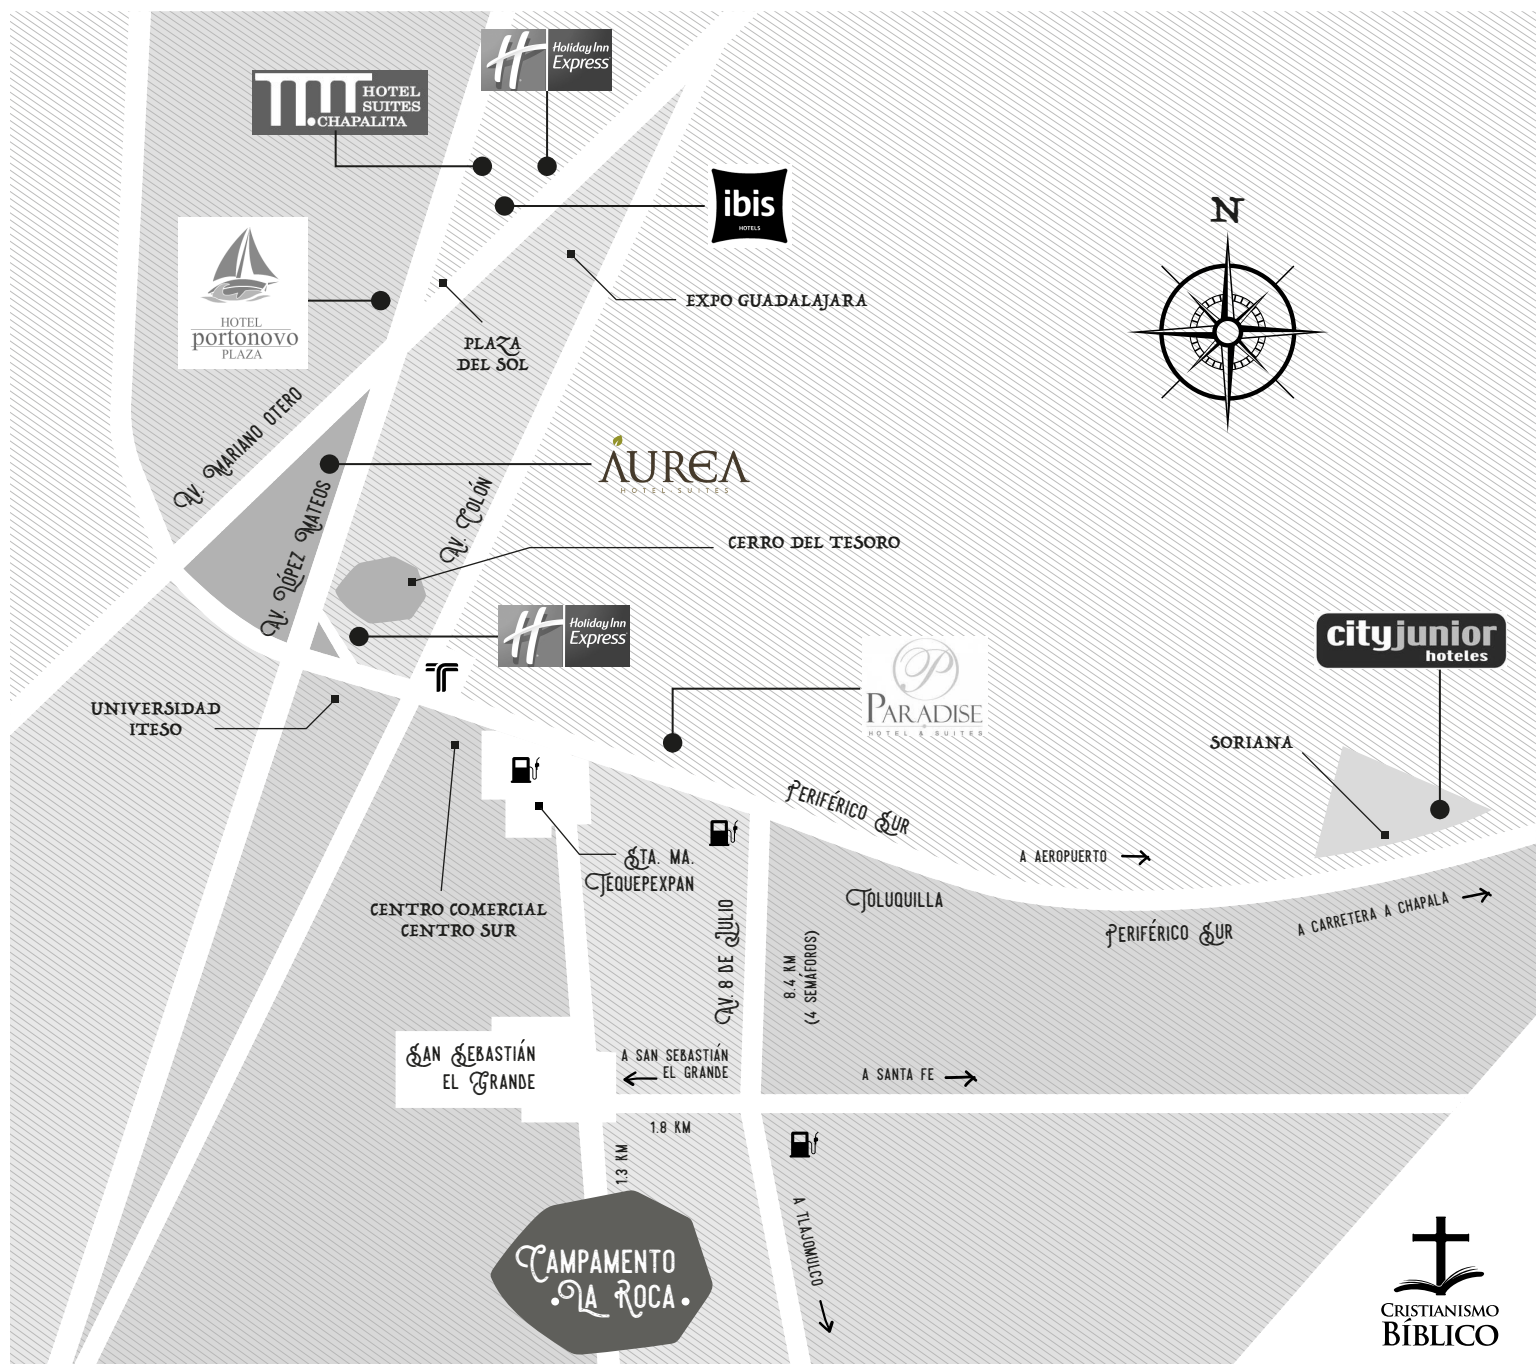 Holiday Inn
Express
HOTEL
SUITES
CHAPALITA
ibis
HOTELS
N
HOTEL
portonovo
PLAZA
EXPO GUADALAJARA
PLAZA
DEL SOL
AV. MARIANO OTERO
AUREA
HOTEL SUITES
AV. LÓPEZ MATEOS
AV. COLÓN
CERRO DEL TESORO
Holiday Inn
Express
cityjunior
hoteles
PARADISE
HOTEL & SUITES
UNIVERSIDAD
ITESO
SORIANA
PERIFÉRICO SUR
STA. MA.
TEQUEPEXPAN
A AEROPUERTO
TOLUQUILLA
CENTRO COMERCIAL
CENTRO SUR
AV. 8 DE JULIO
8.4 KM
(4 SEMÁFOROS)
PERIFÉRICO SUR
A CARRETERA A CHAPALA
SAN SEBASTIÁN
EL GRANDE
A SAN SEBASTIÁN
EL GRANDE
A SANTA FE
1.8 KM
1.3 KM
A TLAJOMULCO
CAMPAMENTO
LA ROCA
CRISTIANISMO
BÍBLICO